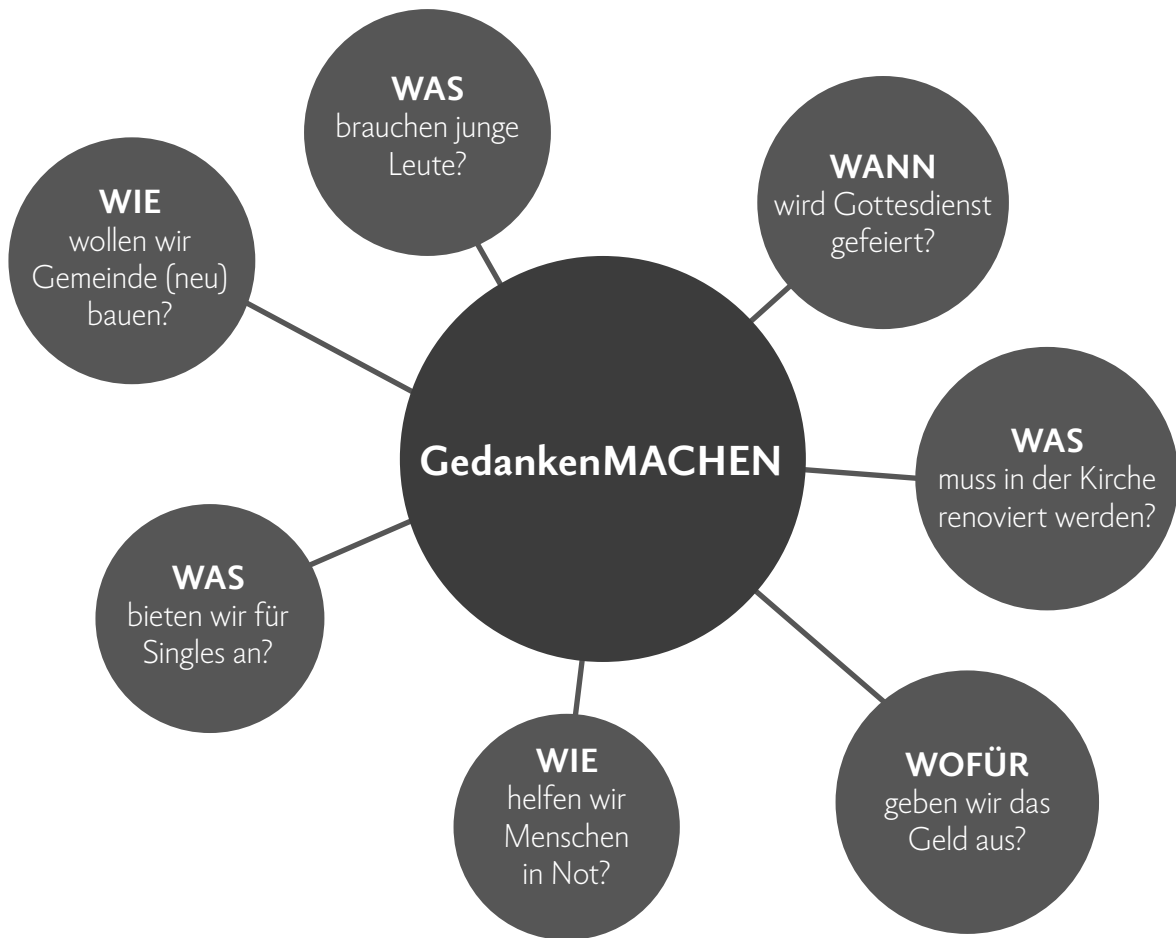 WAS
brauchen junge
Leute?
WANN
wird Gottesdienst
gefeiert?
WIE
wollen wir
Gemeinde (neu)
bauen?
GedankenMACHEN
WAS
muss in der Kirche
renoviert werden?
WAS
bieten wir für
Singles an?
WIE
helfen wir
Menschen
in Not?
WOFÜR
geben wir das
Geld aus?